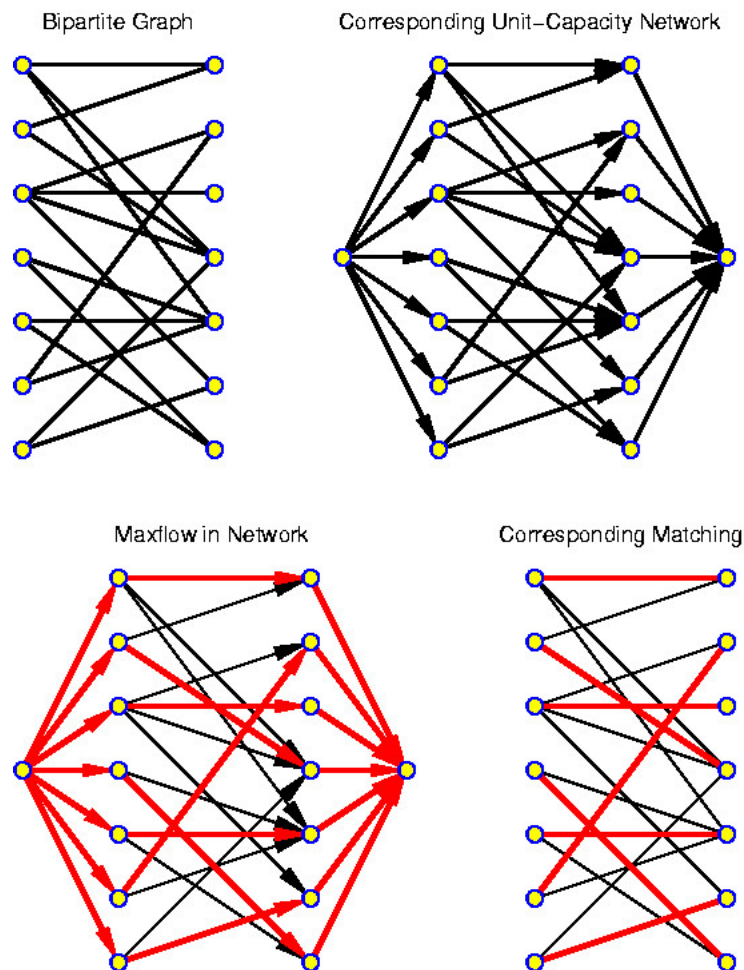 Bipartite Graph
Corresponding Unit-Capacity Network
Maxflow in Network
Corresponding Matching